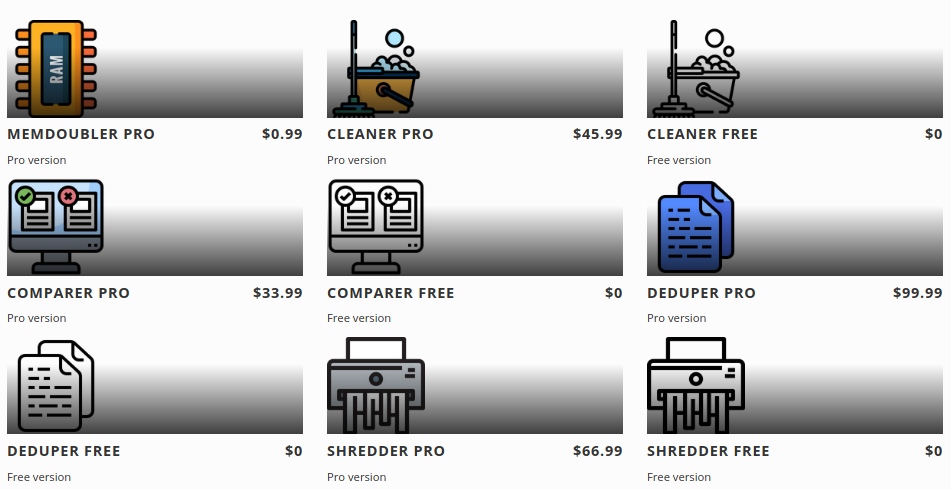 RAM
MEMDOUBLER PRO $0.99
Pro version
CLEANER PRO $45.99
Pro version
CLEANER FREE $0
Free version
COMPARER PRO $33.99
Pro version
COMPARER FREE $0
Free version
DEDUPER PRO $99.99
Pro version
DEDUPER FREE $0
Free version
SHREDDER PRO $66.99
Pro version
SHREDDER FREE $0
Free version